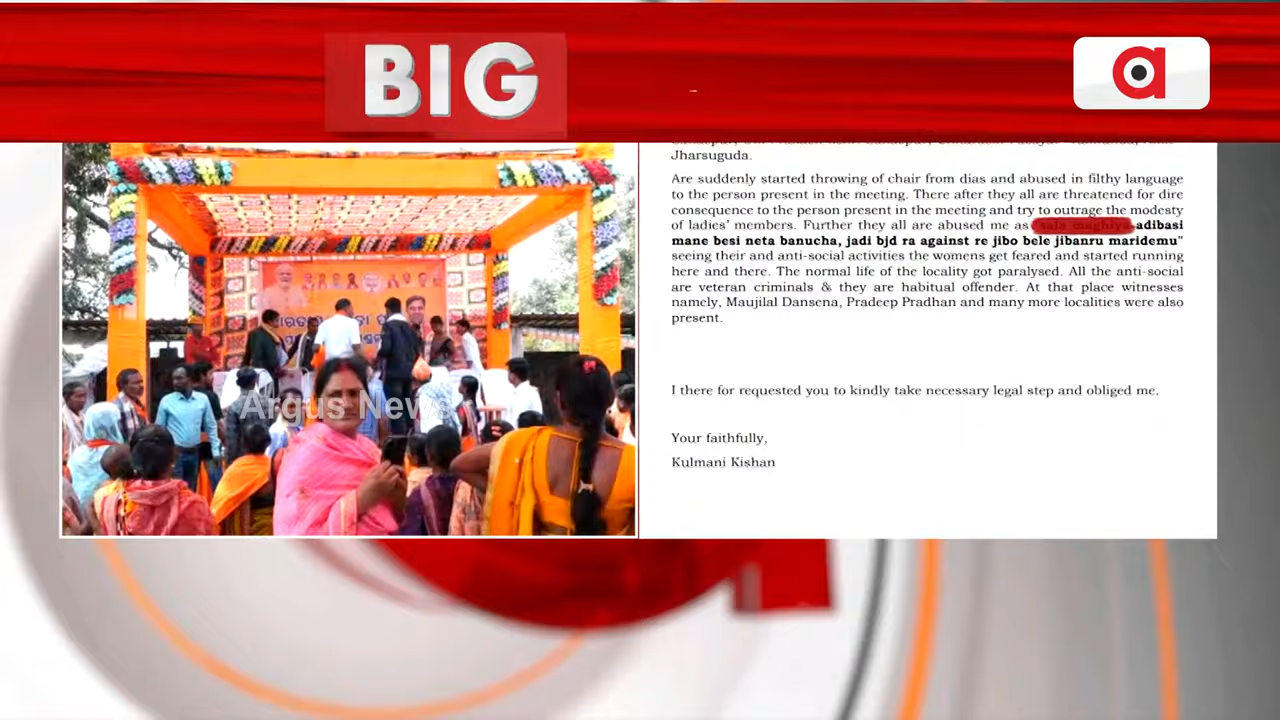 BIG
Jharsuguda.
Are suddenly started throwing of chair from dias and abused in filthy language
to the person present in the meeting. There after they all are threatened for dire
consequence to the person present in the meeting and try to outrage the modesty
of ladies' members. Further they all are abused me as adibasi
mane besi neta banucha, jadi bjd ra against re jibo bele jibanru maridemu"
seeing their and anti-social activities the womens get feared and started running
here and there. The normal life of the locality got paralysed. All the anti-social
are veteran criminals & they are habitual offender. At that place witnesses
namely, Maujilal Dansena, Pradeep Pradhan and many more localities were also
present.
I there for requested you to kindly take necessary legal step and obliged me.
Your faithfully,
Kulmani Kishan
Argus News